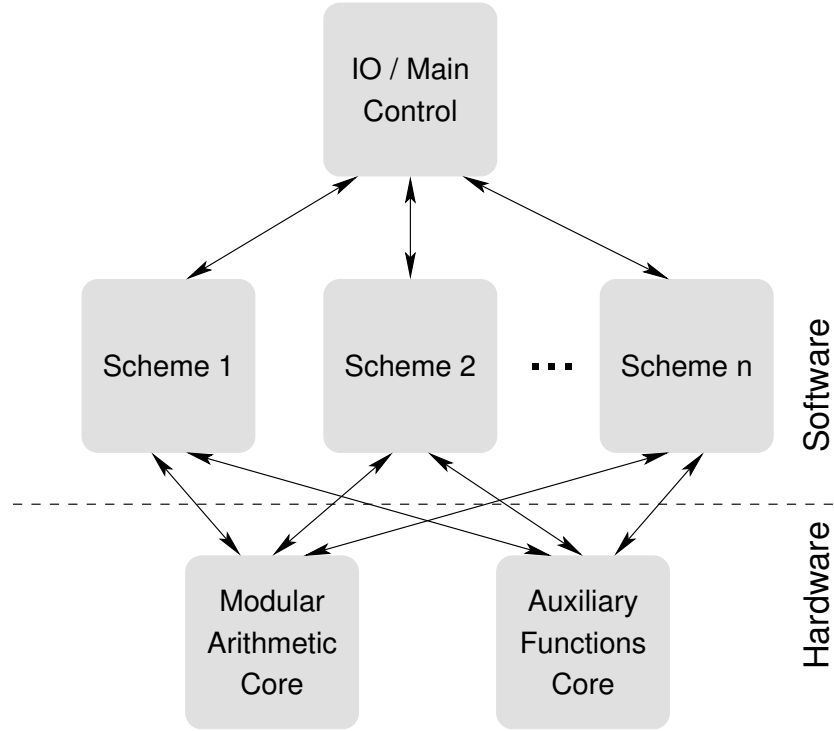 IO / Main
Control
Scheme 1
Scheme 2
...
Scheme n
Software
Hardware
Modular
Arithmetic
Core
Auxiliary
Functions
Core